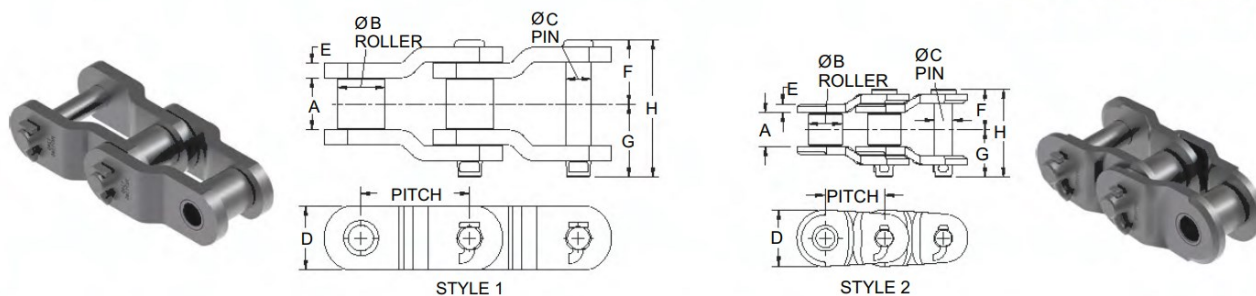 ØB
ROLLER
ØC
PIN
E
A
F
H
G
PITCH
D
STYLE 1
ØB
ROLLER
ØC
PIN
E
A
F
H
G
PITCH
D
STYLE 2